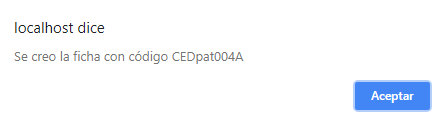 localhost dice
Se creo la ficha con código CEDpat004A
Aceptar